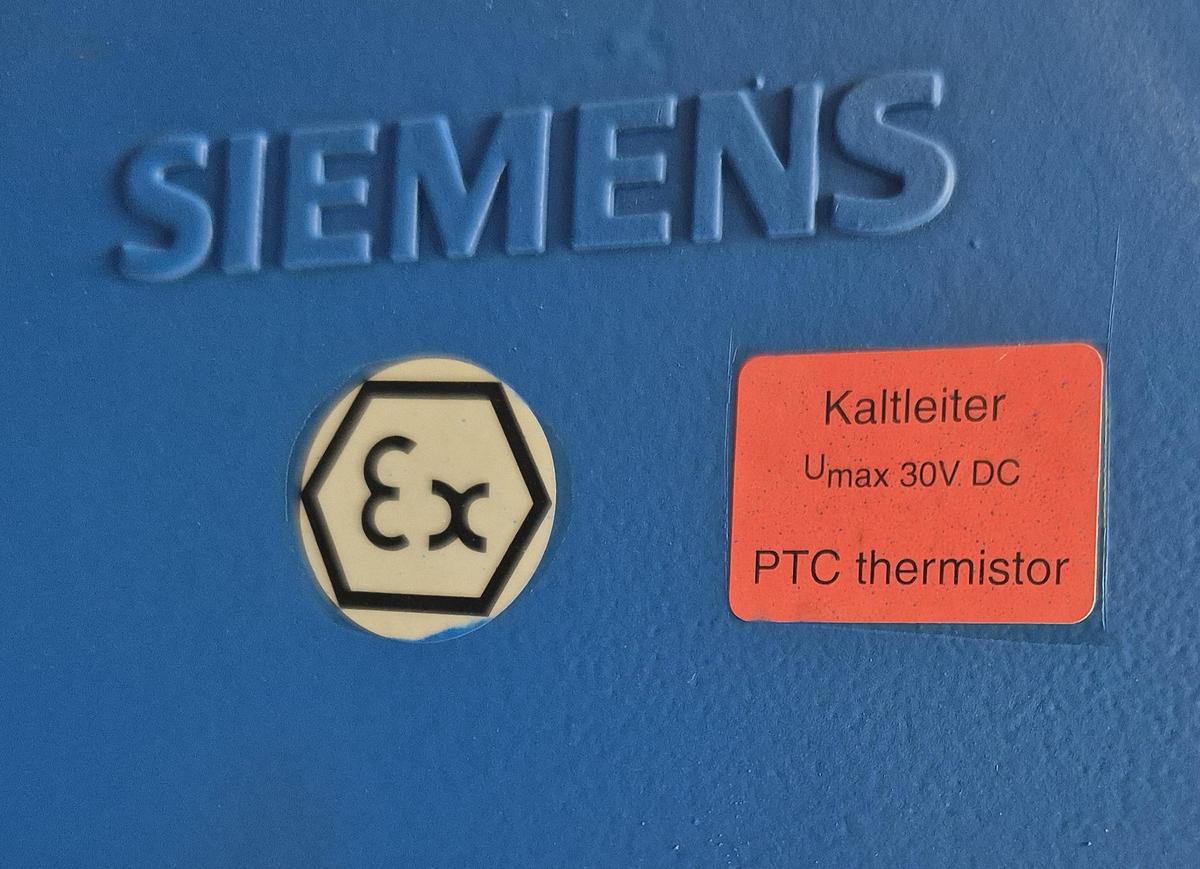 SIEMENS
Ex
Kaltleiter
Umax 30V DC
PTC thermistor